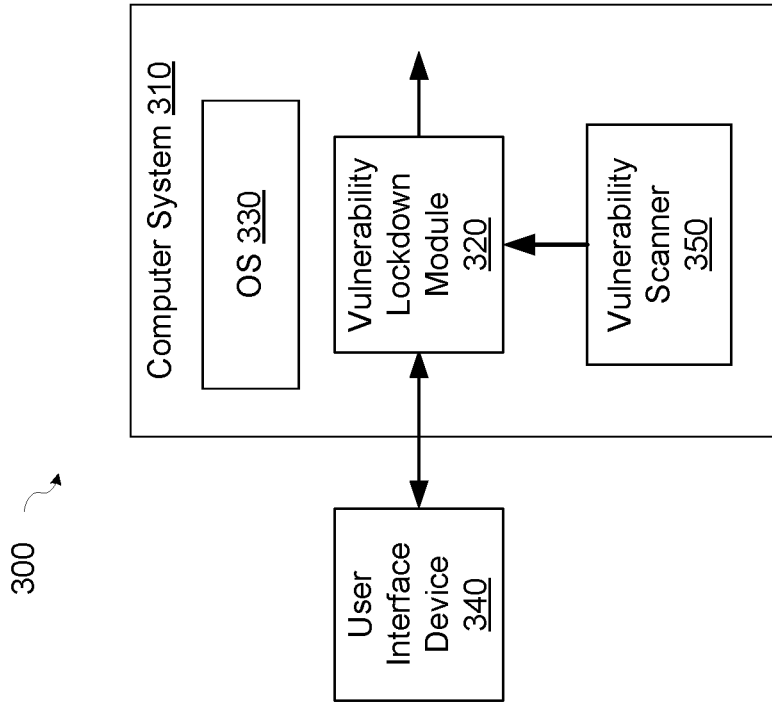 300
Computer System 310
OS 330
User
Interface
Device
340
Vulnerability
Lockdown
Module
320
Vulnerability
Scanner
350